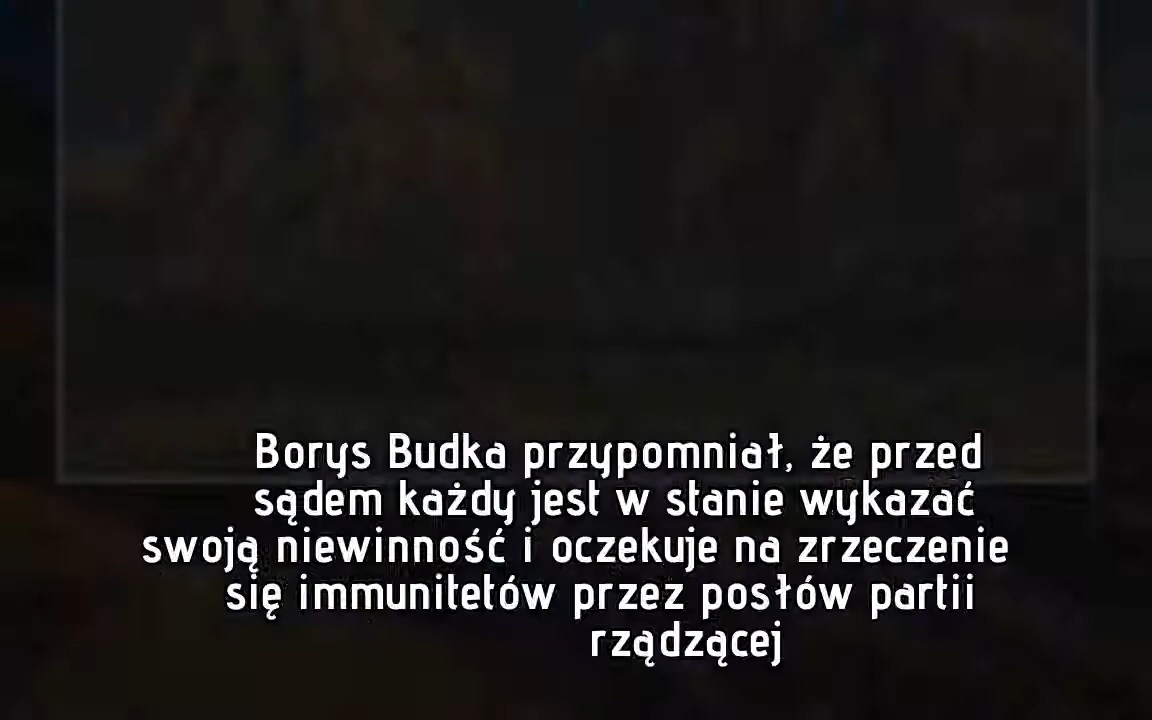 Borys Budka przypomniał, że przed
sądem każdy jest w stanie wykazać
swoją niewinność i oczekuje na zrzeczenie
się immunitetów przez posłów partii
rządzącej